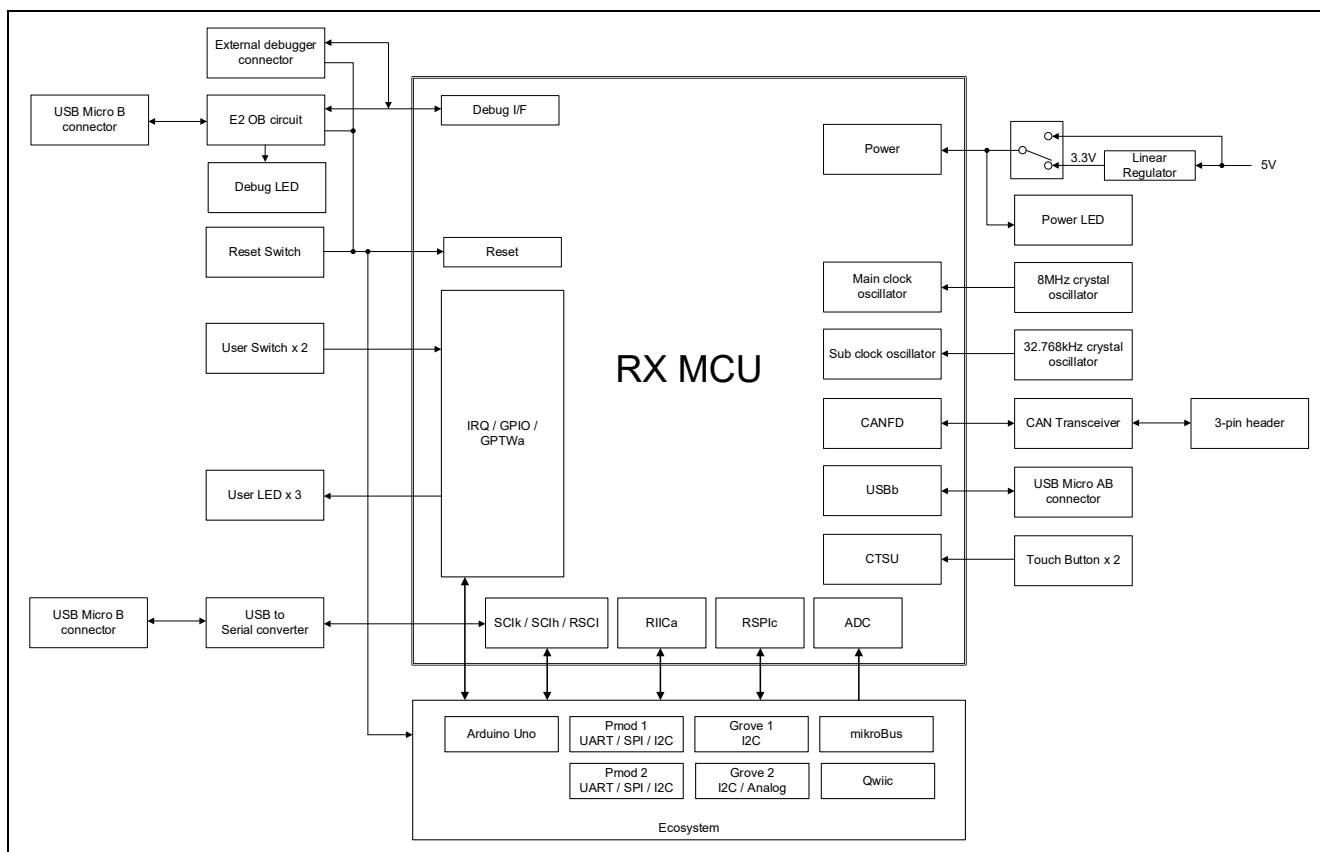 External debugger
connector
USB Micro B
connector
E2 OB circuit
Debug I/F
Debug LED
Reset Switch
Reset
User Switch x 2
IRQ / GPIO /
GPTWa
User LED x 3
USB Micro B
connector
USB to
Serial converter
SCIk / SCIh / RSCI
RIICa
RSPIc
ADC
RX MCU
Power
3.3V
Linear
Regulator
5V
Power LED
Main clock
oscillator
8MHz crystal
oscillator
Sub clock oscillator
32.768kHz crystal
oscillator
CANFD
CAN Transceiver
3-pin header
USBb
USB Micro AB
connector
CTSU
Touch Button x 2
Arduino Uno
Pmod 1
UART / SPI / I2C
Grove 1
I2C
mikroBus
Pmod 2
UART / SPI / I2C
Grove 2
I2C / Analog
Qwiic
Ecosystem